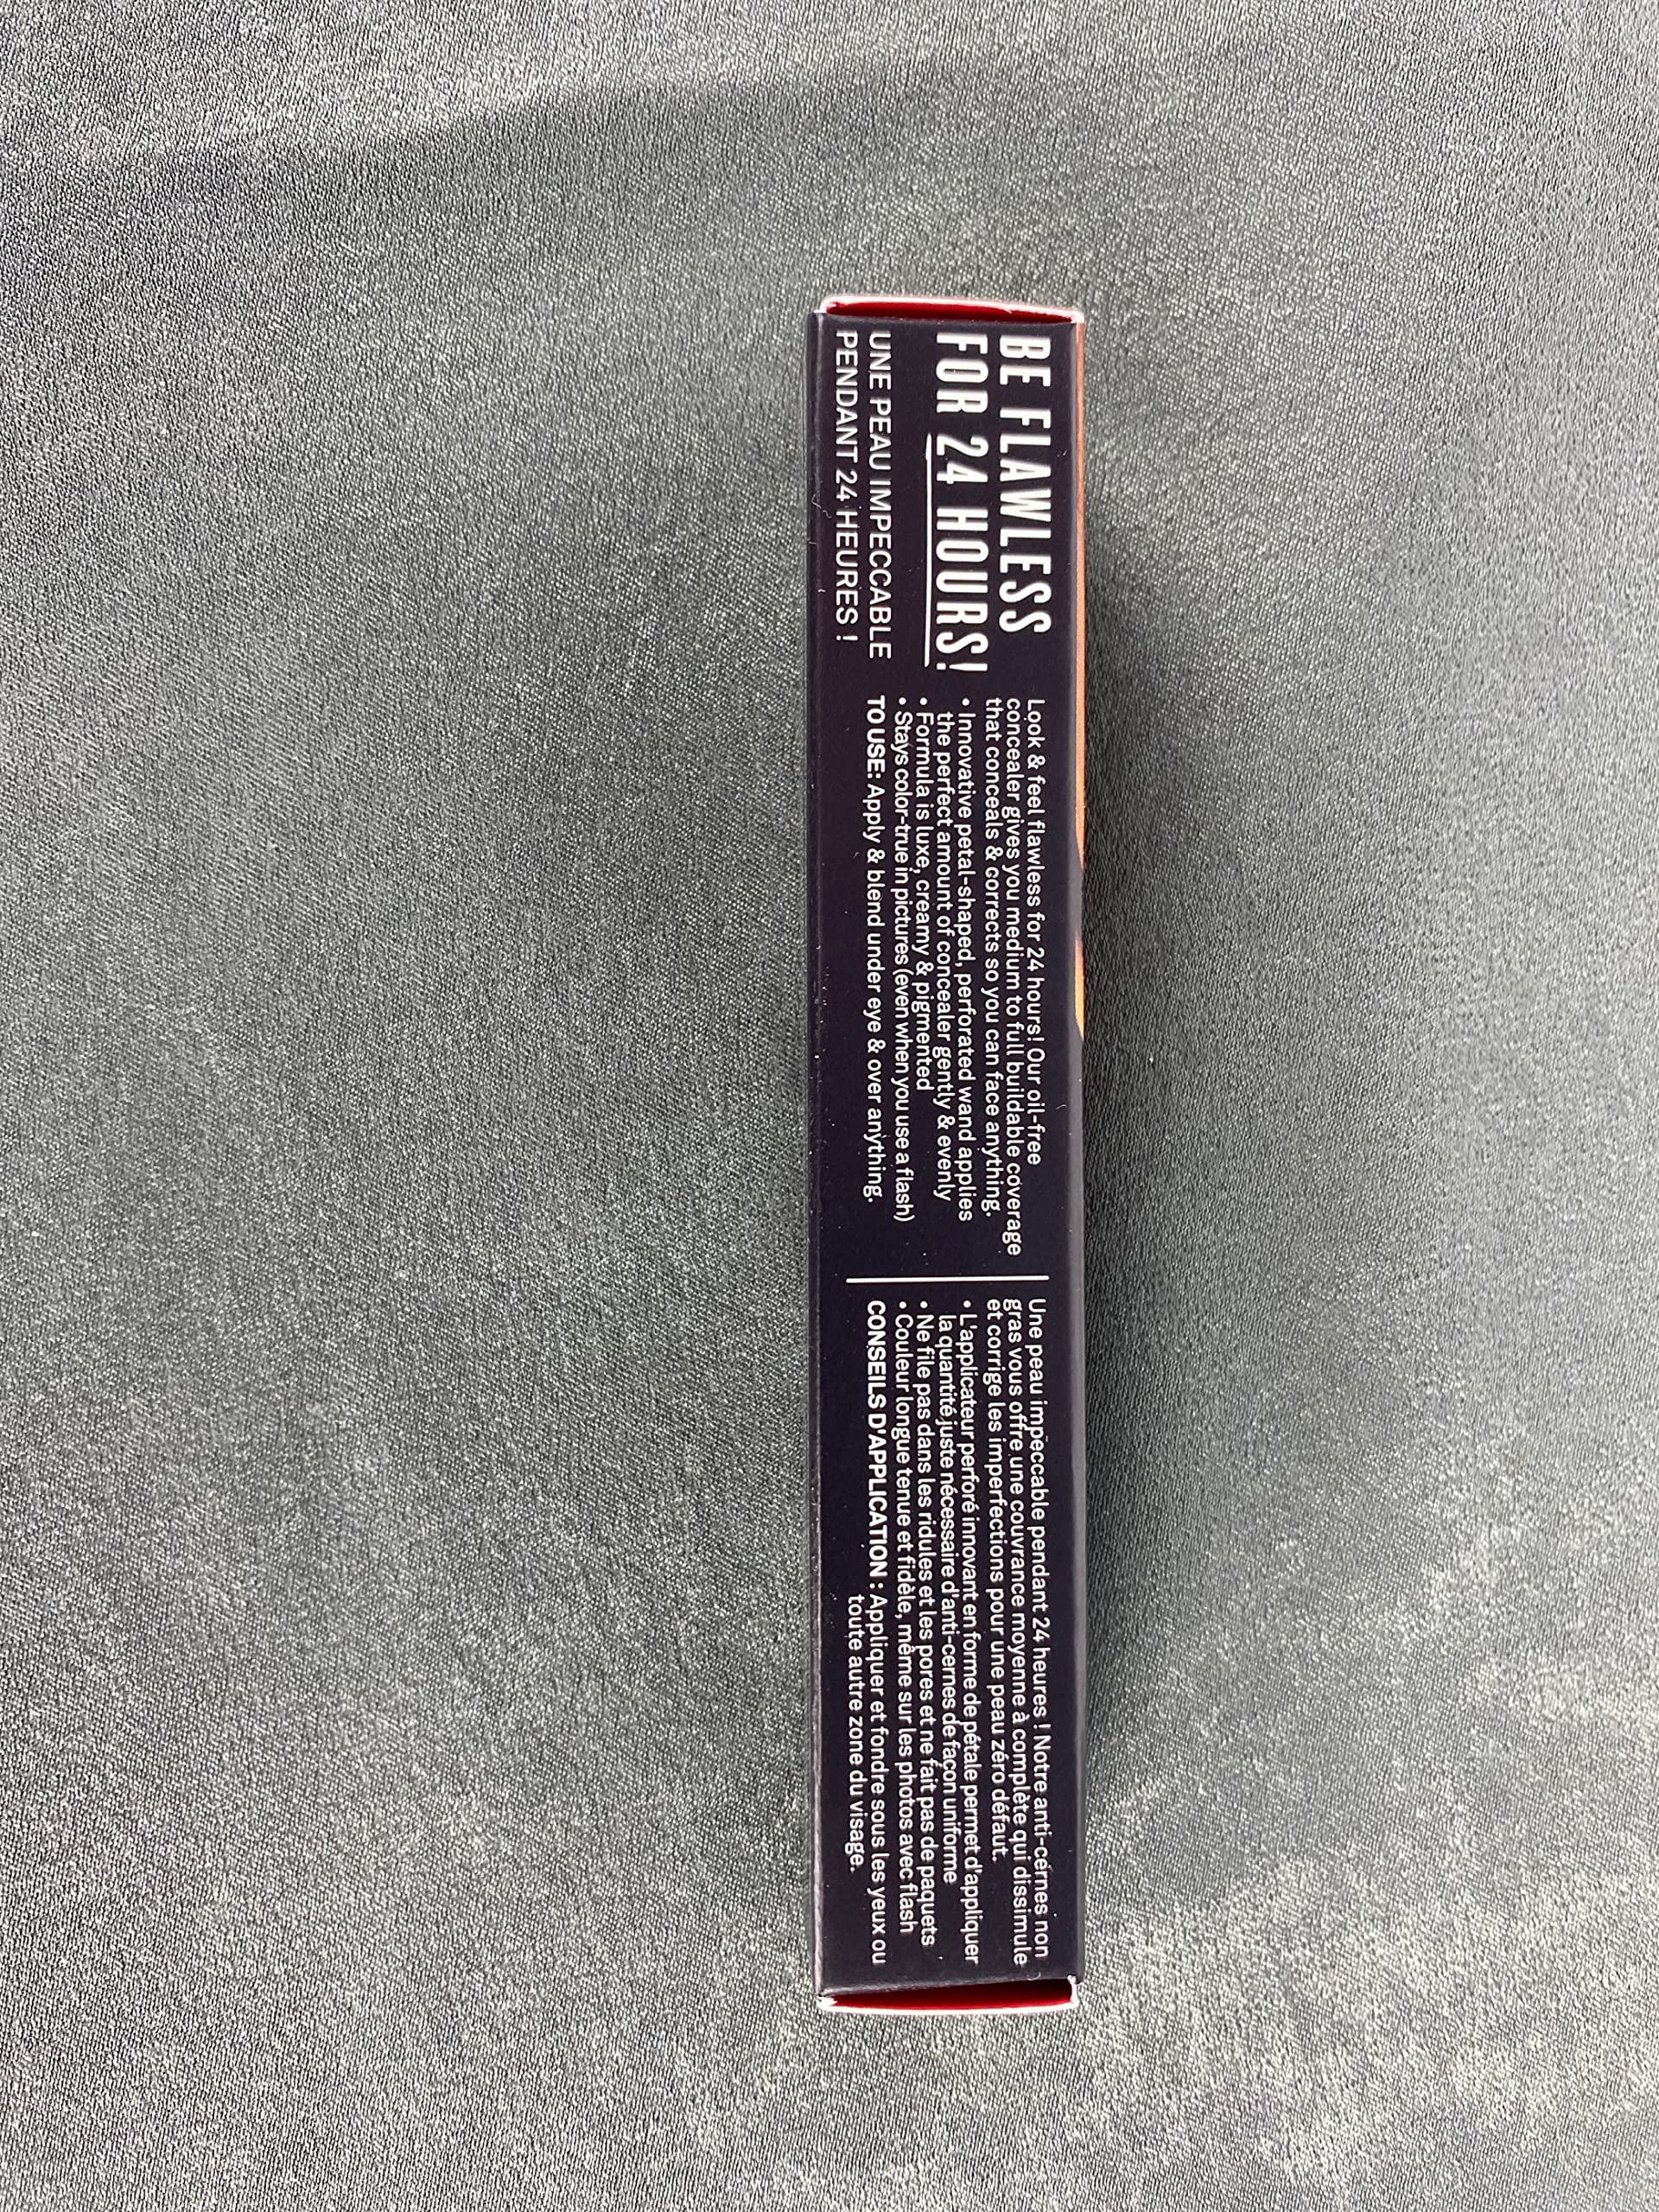 BE FLAWLESS
FOR 24 HOURS!
UNE PEAU IMPECCABLE
PENDANT 24 HEURES !
Look & feel flawless for 24 hours! Our oil-free
concealer gives you medium to full buildable coverage
that conceals & corrects so you can face anything.
• Innovative petal-shaped, perforated wand applies
the perfect amount of concealer gently & evenly
• Formula is luxe, creamy & pigmented
• Stays color-true in pictures (even when you use a flash)
TO USE: Apply & blend under eye & over anything.
Une peau impeccable pendant 24 heures ! Notre anti-cernes non
gras vous offre une couvrance moyenne à complète qui dissimule
et corrige les imperfections pour une peau zéro défaut.
• L'applicateur perforé innovant en forme de pétale permet d'appliquer
la quantité juste nécessaire d'anti-cernes de façon uniforme
• Ne file pas dans les ridules et les pores et ne fait pas de paquets
• Couleur longue tenue et fidèle, même sur les photos avec flash
CONSEILS D'APPLICATION : Appliquer et fondre sous les yeux ou
toute autre zone du visage.